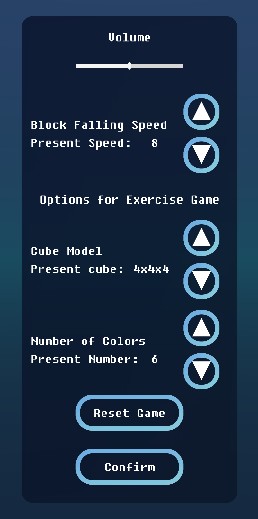 Volume
Block Falling Speed
Present Speed: 8
Options for Exercise Game
Cube Model
Present cube: 4x4x4
Number of Colors
Present Number: 6
Reset Game
Confirm